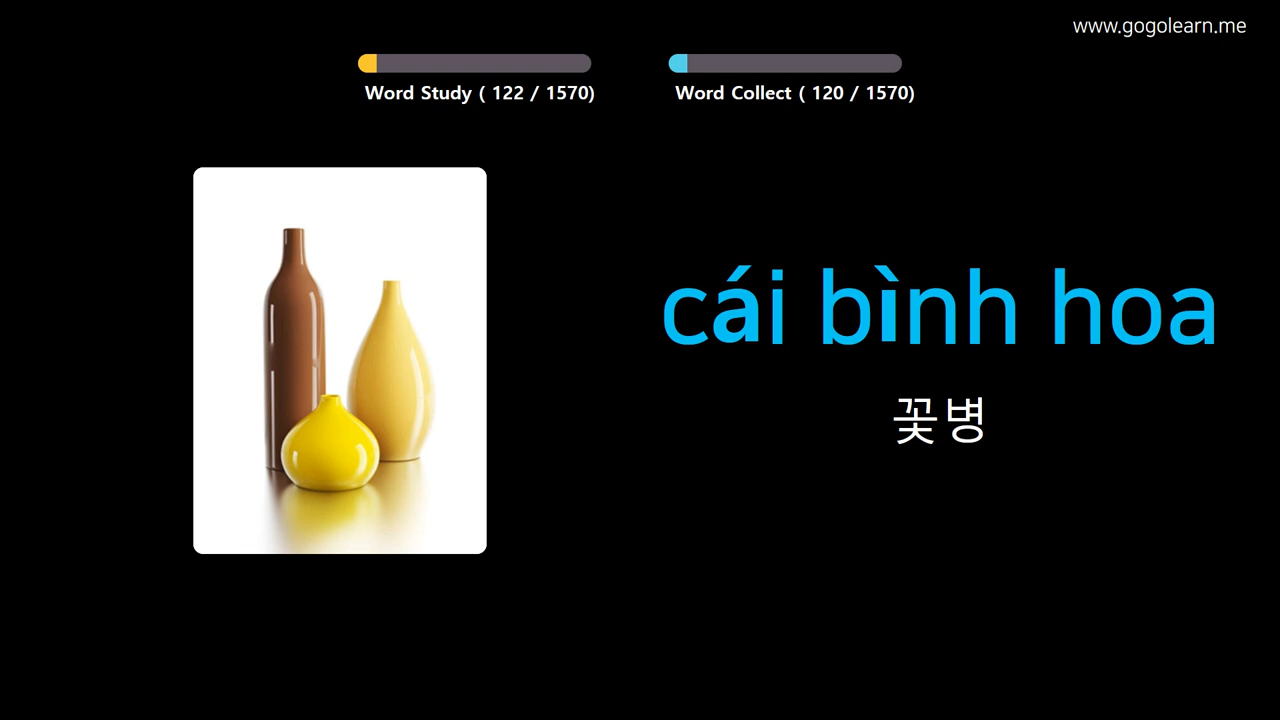 www.gogolearn.me
Word Study ( 122 / 1570)
Word Collect ( 120 / 1570)
cái bình hoa
꽃병